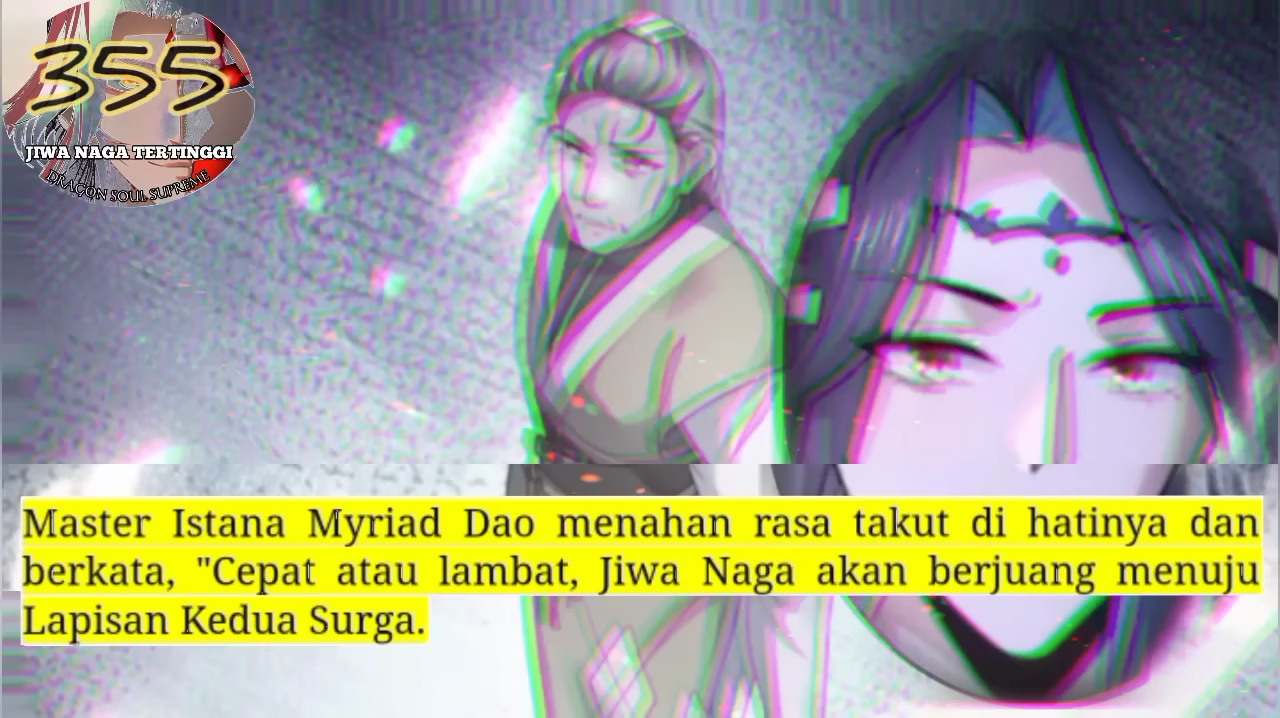 355
JIWA NAGA TERTINGGI
DRAGON SOUL SUPREME
Master Istana Myriad Dao menahan rasa takut di hatinya dan
berkata, "Cepat atau lambat, Jiwa Naga akan berjuang menuju
Lapisan Kedua Surga.